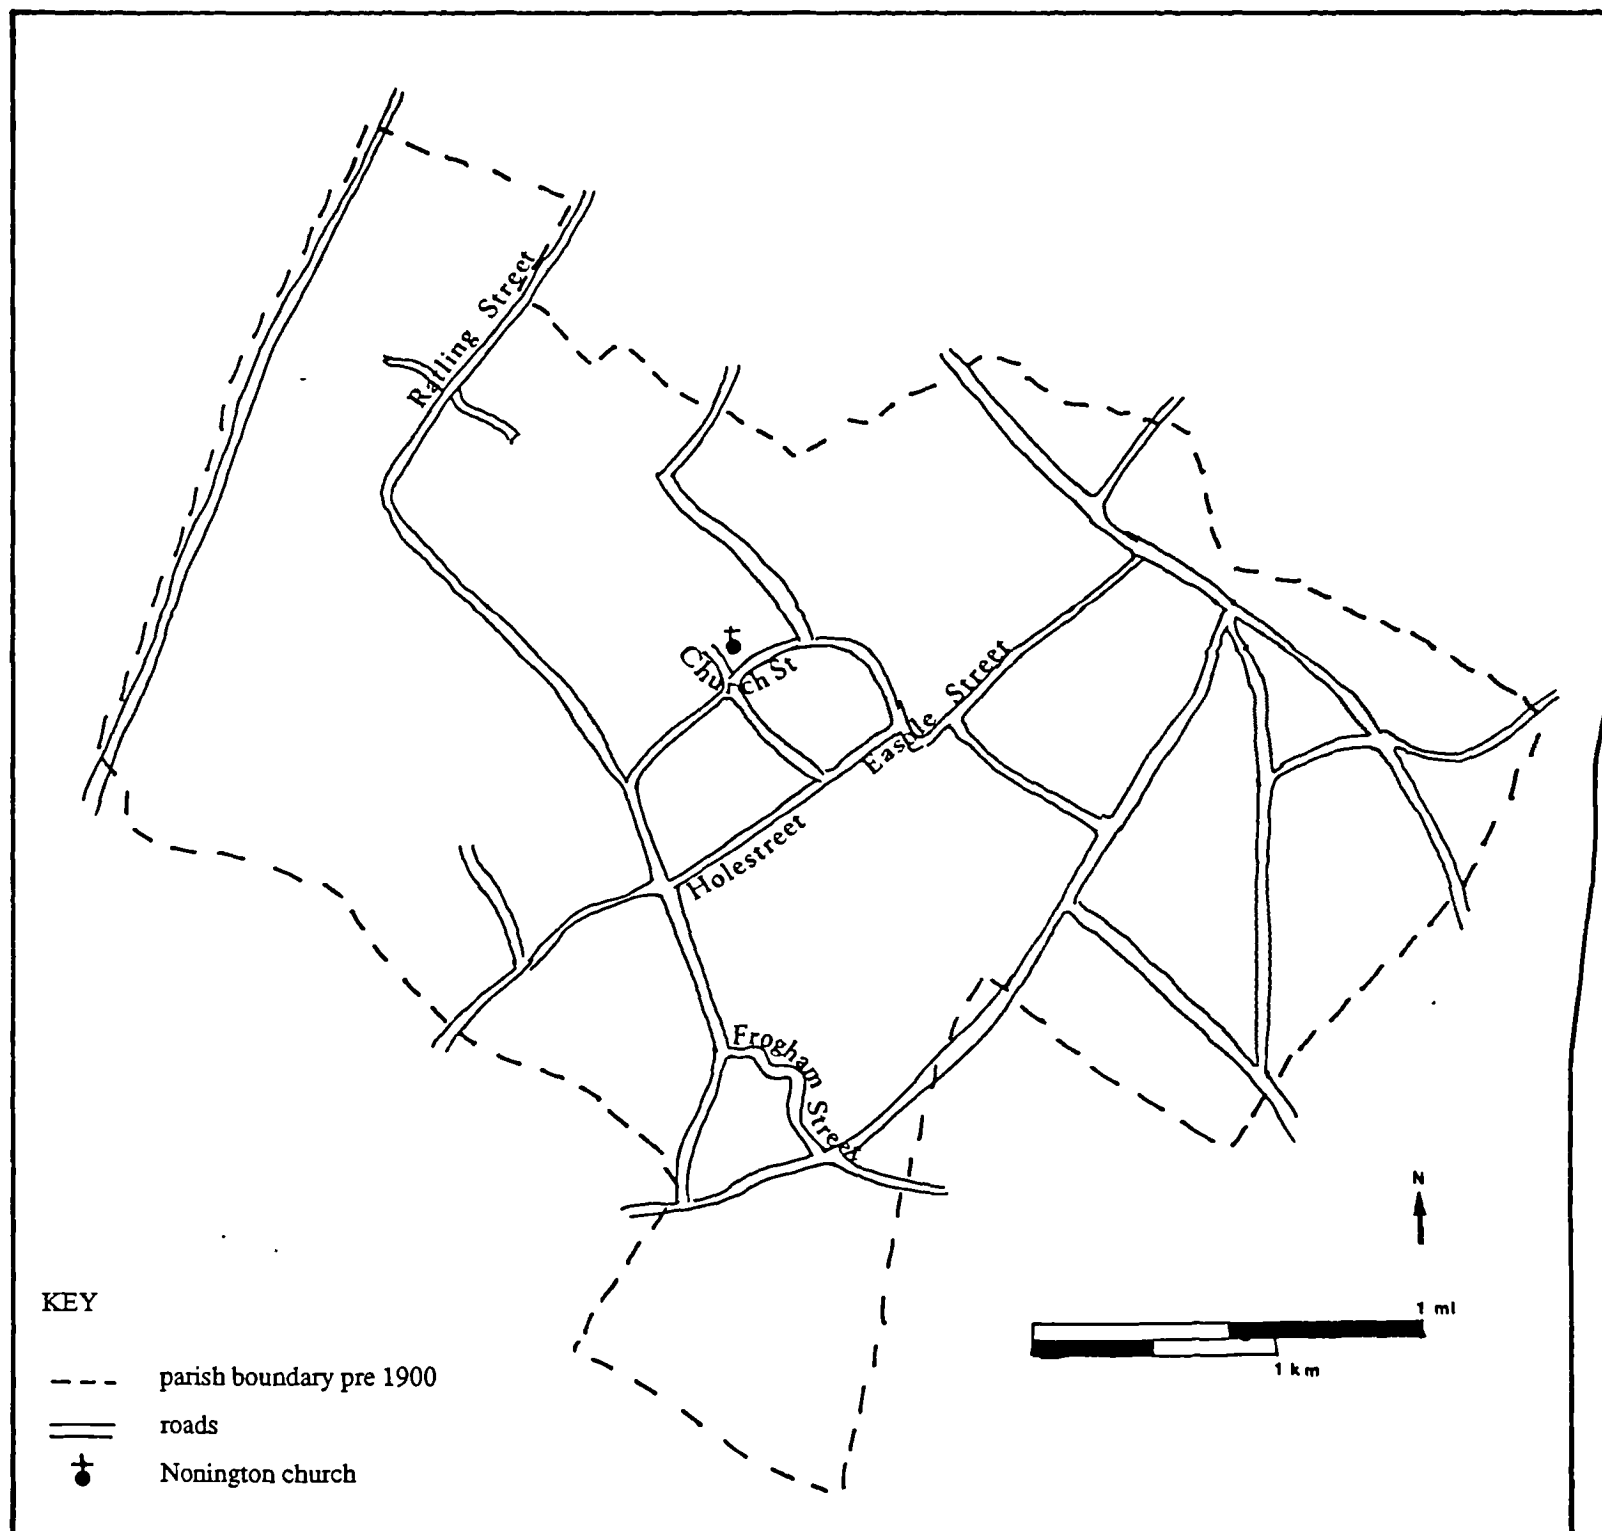 Ratling Street
Church St
Easole Street
Holestreet
Frogham Street
N
1 ml
1 km
KEY
parish boundary pre 1900
roads
Nonington church